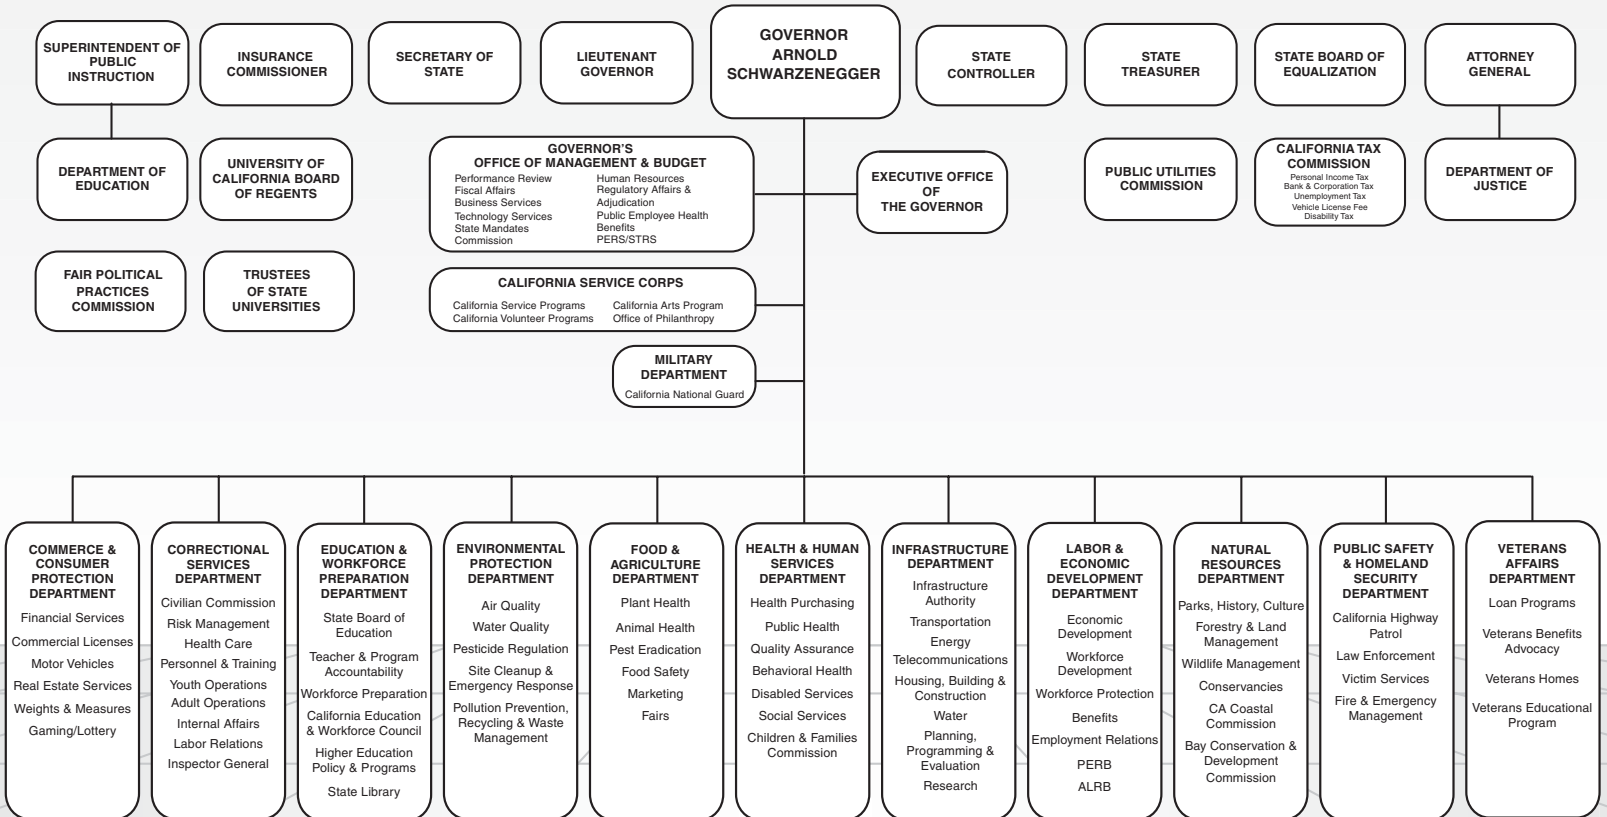 SUPERINTENDENT OF
PUBLIC
INSTRUCTION
INSURANCE
COMMISSIONER
SECRETARY OF
STATE
LIEUTENANT
GOVERNOR
GOVERNOR
ARNOLD
SCHWARZENEGGER
STATE
CONTROLLER
STATE
TREASURER
STATE BOARD OF
EQUALIZATION
ATTORNEY
GENERAL
DEPARTMENT OF
EDUCATION
UNIVERSITY OF
CALIFORNIA BOARD
OF REGENTS
GOVERNOR'S
OFFICE OF MANAGEMENT & BUDGET
Performance Review
Fiscal Affairs
Business Services
Technology Services
State Mandates
Commission
Human Resources
Regulatory Affairs &
Adjudication
Public Employee Health
Benefits
PERS/STRS
EXECUTIVE OFFICE
OF
THE GOVERNOR
PUBLIC UTILITIES
COMMISSION
CALIFORNIA TAX
COMMISSION
Personal Income Tax
Bank & Corporation Tax
Unemployment Tax
Vehicle License Fee
Disability Tax
DEPARTMENT OF
JUSTICE
FAIR POLITICAL
PRACTICES
COMMISSION
TRUSTEES
OF STATE
UNIVERSITIES
CALIFORNIA SERVICE CORPS
California Service Programs
California Volunteer Programs
California Arts Program
Office of Philanthropy
MILITARY
DEPARTMENT
California National Guard
COMMERCE &
CONSUMER
PROTECTION
DEPARTMENT
Financial Services
Commercial Licenses
Motor Vehicles
Real Estate Services
Weights & Measures
Gaming/Lottery
CORRECTIONAL
SERVICES
DEPARTMENT
Civilian Commission
Risk Management
Health Care
Personnel & Training
Youth Operations
Adult Operations
Internal Affairs
Labor Relations
Inspector General
EDUCATION &
WORKFORCE
PREPARATION
DEPARTMENT
State Board of
Education
Teacher & Program
Accountability
Workforce Preparation
California Education
& Workforce Council
Higher Education
Policy & Programs
State Library
ENVIRONMENTAL
PROTECTION
DEPARTMENT
Air Quality
Water Quality
Pesticide Regulation
Site Cleanup &
Emergency Response
Pollution Prevention,
Recycling & Waste
Management
FOOD &
AGRICULTURE
DEPARTMENT
Plant Health
Animal Health
Pest Eradication
Food Safety
Marketing
Fairs
HEALTH & HUMAN
SERVICES
DEPARTMENT
Health Purchasing
Public Health
Quality Assurance
Behavioral Health
Disabled Services
Social Services
Children & Families
Commission
INFRASTRUCTURE
DEPARTMENT
Infrastructure
Authority
Transportation
Energy
Telecommunications
Housing, Building &
Construction
Water
Planning,
Programming &
Evaluation
Research
LABOR &
ECONOMIC
DEVELOPMENT
DEPARTMENT
Economic
Development
Workforce
Development
Workforce Protection
Benefits
Employment Relations
PERB
ALRB
NATURAL
RESOURCES
DEPARTMENT
Parks, History, Culture
Forestry & Land
Management
Wildlife Management
Conservancies
CA Coastal
Commission
Bay Conservation &
Development
Commission
PUBLIC SAFETY
& HOMELAND
SECURITY
DEPARTMENT
California Highway
Patrol
Law Enforcement
Victim Services
Fire & Emergency
Management
VETERANS
AFFAIRS
DEPARTMENT
Loan Programs
Veterans Benefits
Advocacy
Veterans Homes
Veterans Educational
Program